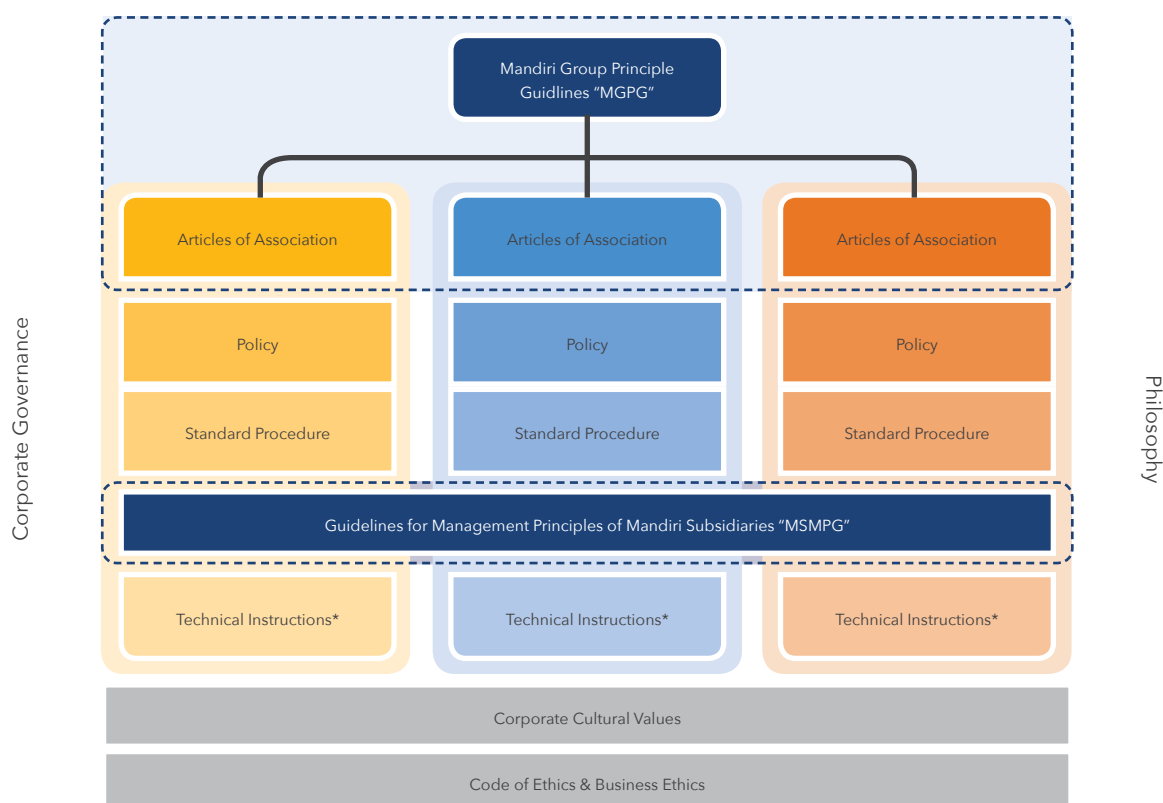 Mandiri Group Principle
Guidlines “MGPG”
Articles of Association
Articles of Association
Articles of Association
Policy
Policy
Policy
Standard Procedure
Standard Procedure
Standard Procedure
Guidelines for Management Principles of Mandiri Subsidiaries “MSMPG”
Technical Instructions*
Technical Instructions*
Technical Instructions*
Corporate Cultural Values
Code of Ethics & Business Ethics
Corporate Governance
Philosophy